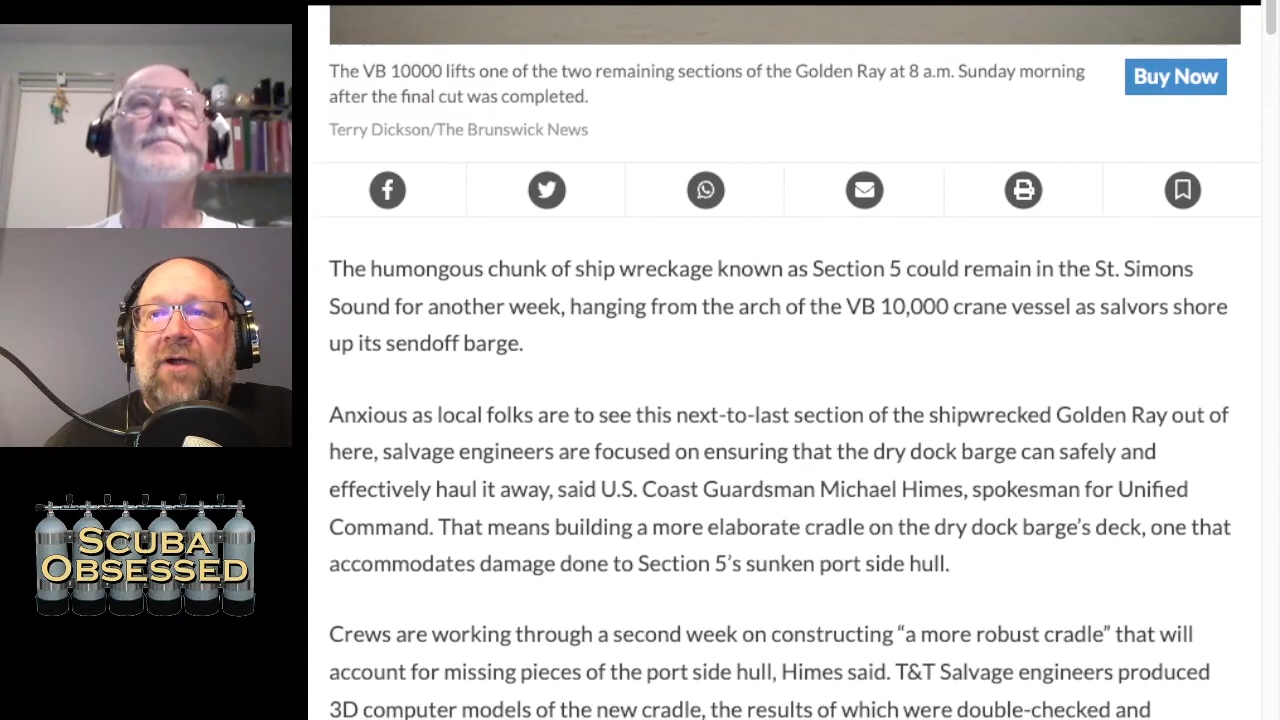 The VB 10000 lifts one of the two remaining sections of the Golden Ray at 8 a.m. Sunday morning
after the final cut was completed.
Buy Now
Terry Dickson/The Brunswick News
The humongous chunk of ship wreckage known as Section 5 could remain in the St. Simons
Sound for another week, hanging from the arch of the VB 10,000 crane vessel as salvors shore
up its sendoff barge.
Anxious as local folks are to see this next-to-last section of the shipwrecked Golden Ray out of
here, salvage engineers are focused on ensuring that the dry dock barge can safely and
effectively haul it away, said U.S. Coast Guardsman Michael Himes, spokesman for Unified
Command. That means building a more elaborate cradle on the dry dock barge’s deck, one that
accommodates damage done to Section 5’s sunken port side hull.
Crews are working through a second week on constructing “a more robust cradle” that will
account for missing pieces of the port side hull, Himes said. T&T Salvage engineers produced
3D computer models of the new cradle, the results of which were double-checked and
SCUBA
OBSESSED